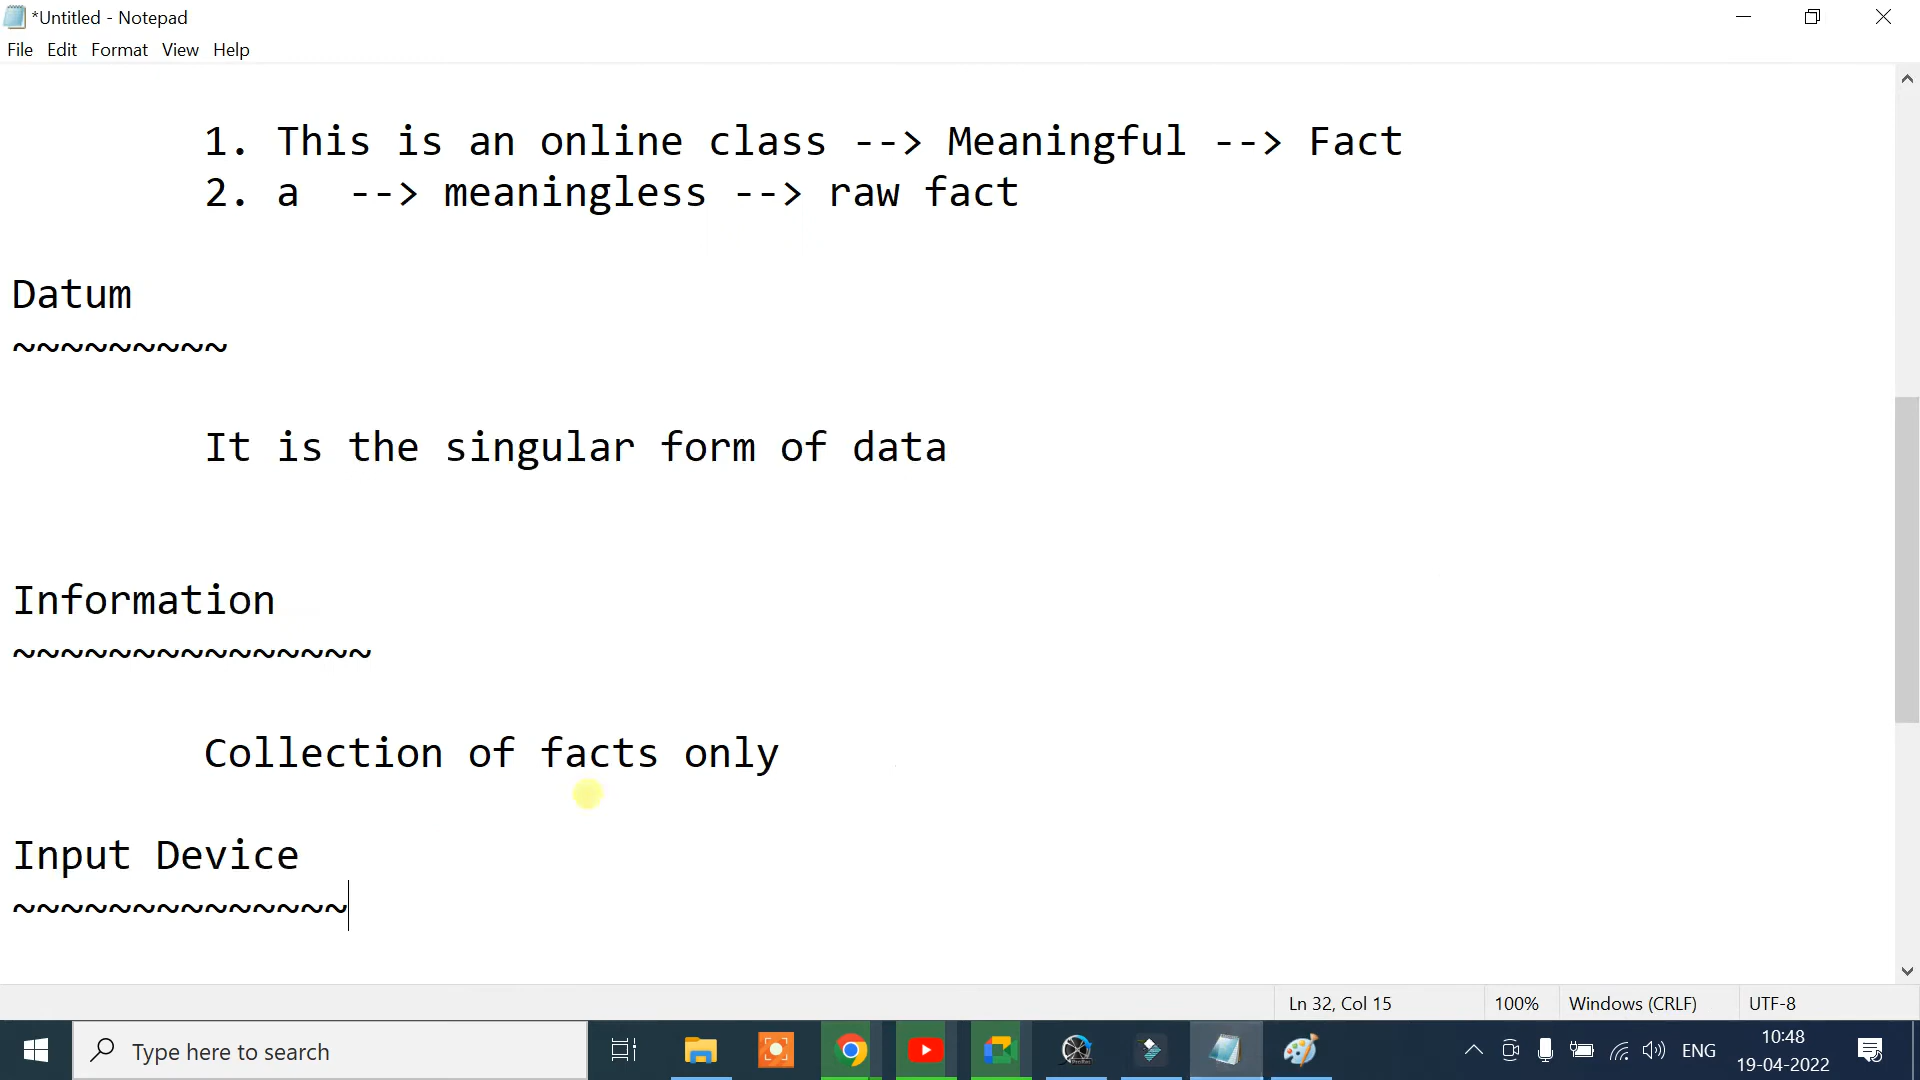 *Untitled - Notepad
File Edit Format View Help
1. This is an online class --> Meaningful --> Fact
2. a --> meaningless --> raw fact
Datum
~~~~~~~~~
It is the singular form of data
Information
~~~~~~~~~~~~~~~
Collection of facts only
Input Device
~~~~~~~~~~~~~~
Ln 32, Col 15 100% Windows (CRLF) UTF-8
Type here to search
ENG
10:48
19-04-2022